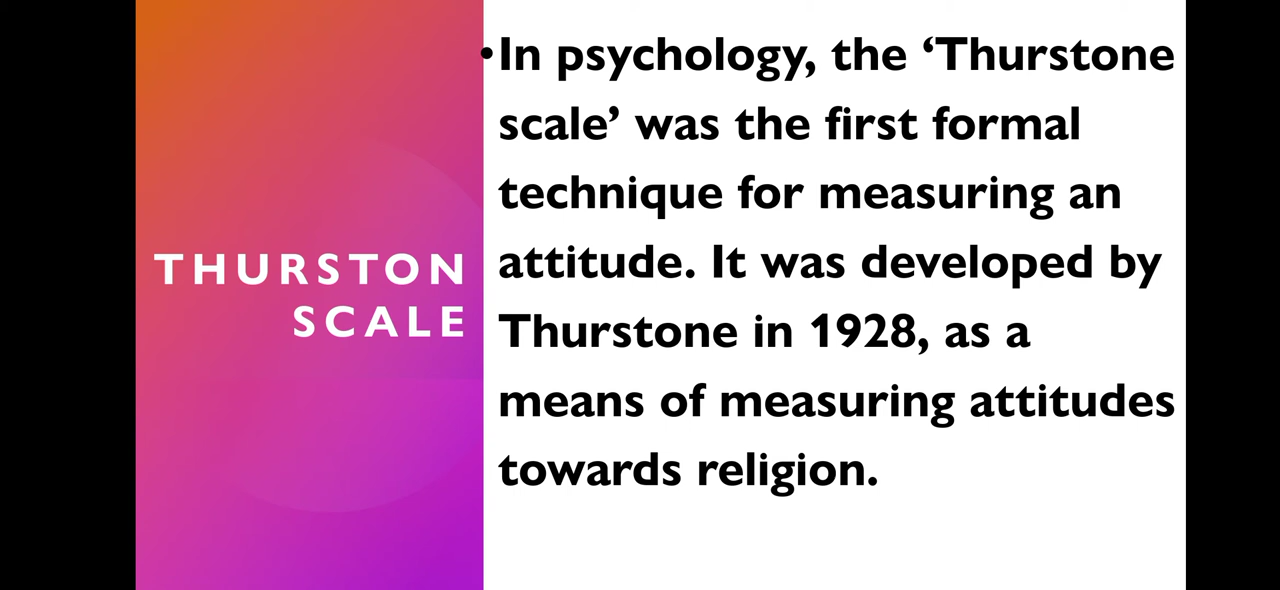 THURSTON
SCALE
•In psychology, the ‘Thurstone
scale’ was the first formal
technique for measuring an
attitude. It was developed by
Thurstone in 1928, as a
means of measuring attitudes
towards religion.